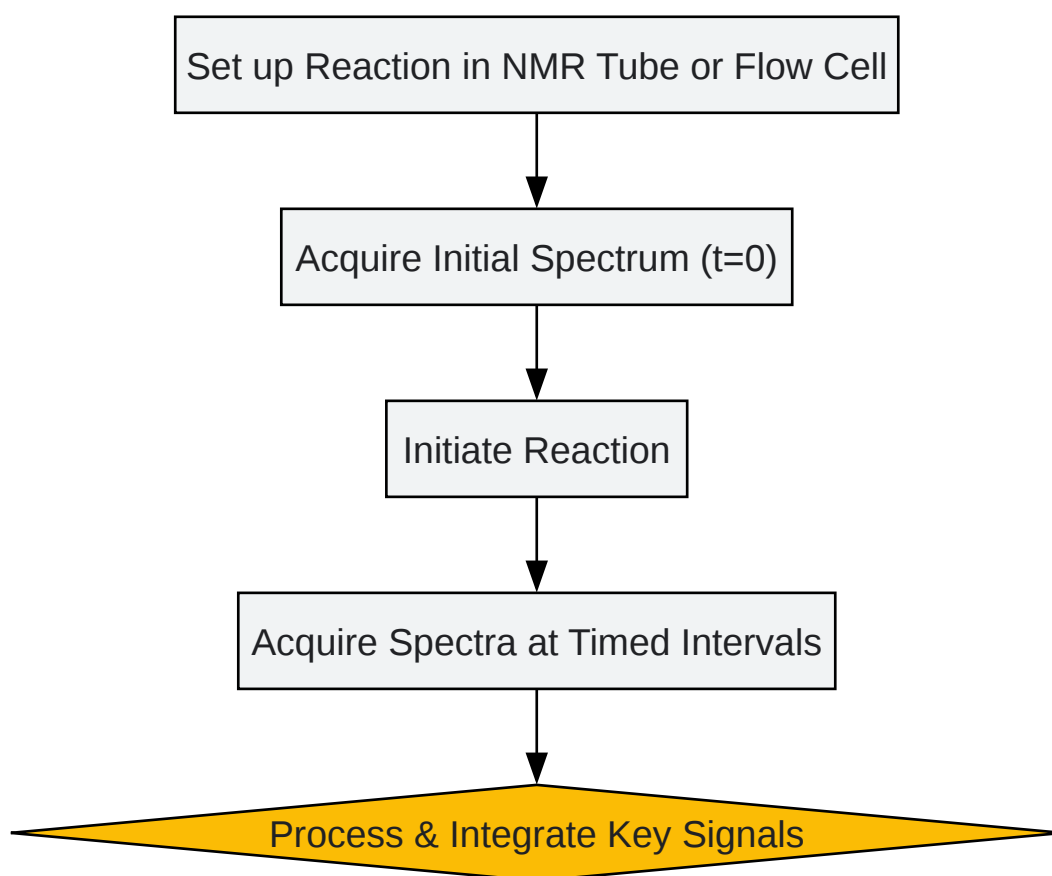 Set up Reaction in NMR Tube or Flow Cell
Acquire Initial Spectrum (t=0)
Initiate Reaction
Acquire Spectra at Timed Intervals
Process & Integrate Key Signals